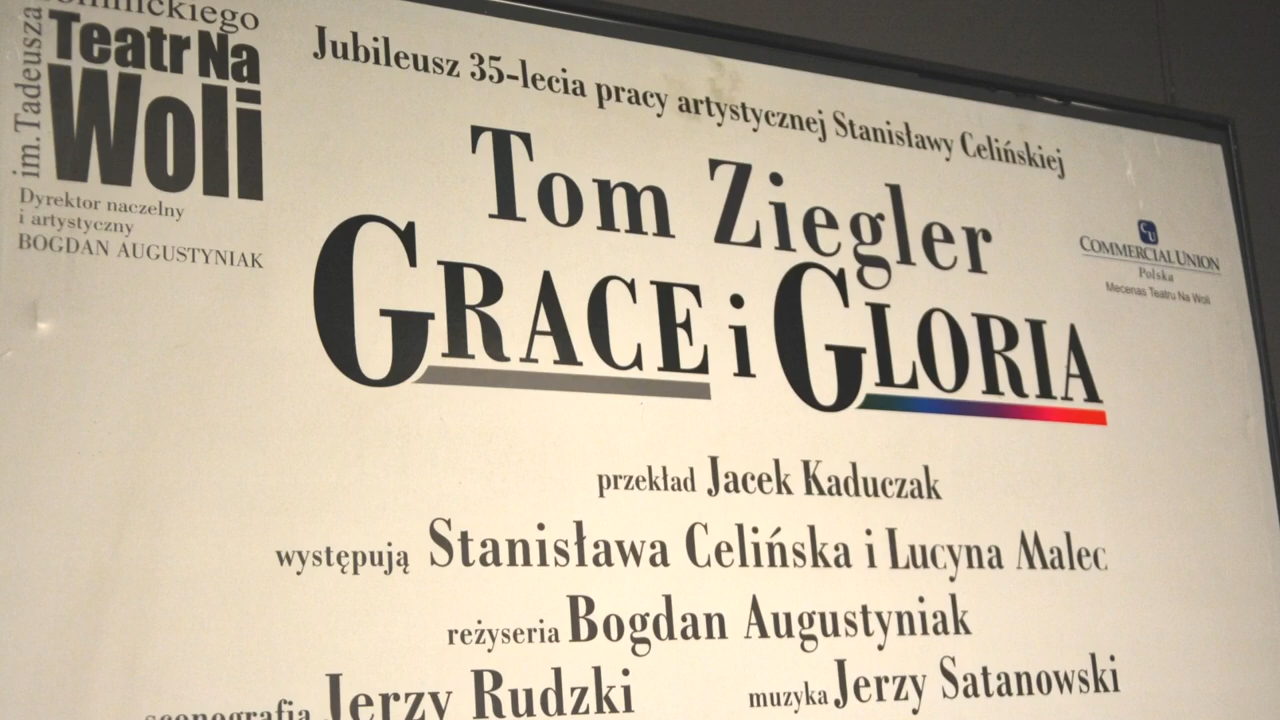 im. Tadeusza
Teatr Na
Woli
Dyrektor naczelny
i artystyczny
BOGDAN AUGUSTYNIAK
Jubileusz 35-lecia pracy artystycznej Stanisławy Celińskiej
Tom Ziegler
GRACE i GLORIA
CU
COMMERCIAL UNION
Polska
Mecenas Teatru Na Woli
przekład Jacek Kaduczak
występują Stanisława Celińska i Lucyna Malec
reżyseria Bogdan Augustyniak
scenografia Jerzy Rudzki muzyka Jerzy Satanowski